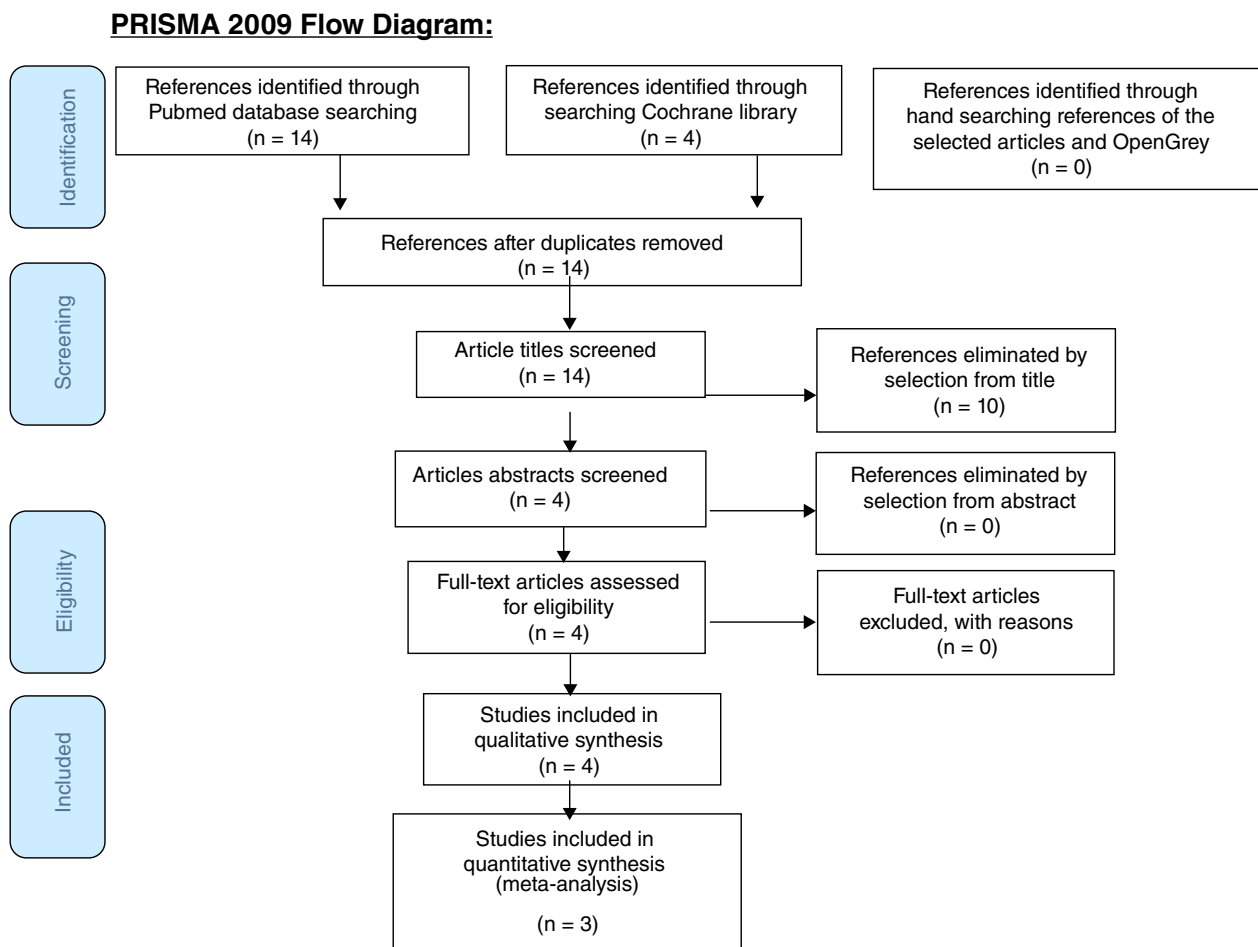 PRISMA 2009 Flow Diagram:
Identification
References identified through
Pubmed database searching
(n = 14)
References identified through
searching Cochrane library
(n = 4)
References identified through
hand searching references of the
selected articles and OpenGrey
(n = 0)
References after duplicates removed
(n = 14)
Screening
Article titles screened
(n = 14)
References eliminated by
selection from title
(n = 10)
Articles abstracts screened
(n = 4)
References eliminated by
selection from abstract
(n = 0)
Eligibility
Full-text articles assessed
for eligibility
(n = 4)
Full-text articles
excluded, with reasons
(n = 0)
Included
Studies included in
qualitative synthesis
(n = 4)
Studies included in
quantitative synthesis
(meta-analysis)
(n = 3)